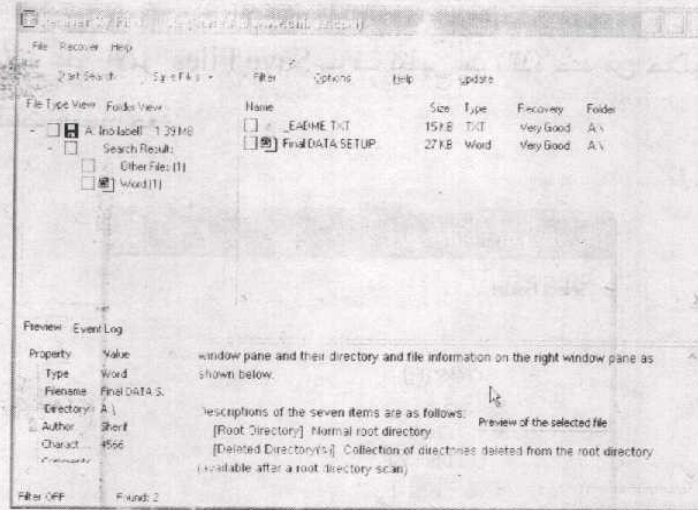 File Recover Help
Filter Options Help update
File Type View Folder View
Name Size Type Recovery Folder
A: 1 39 MB
_EADME TXT 15 KB TXT Very Good A:\
Final DATA SETUP 27 KB Word Very Good A:\
Search Result:
Other Files (1)
Word (1)
Preview Event Log
Property Value
Type Word
Filename Final DATA S.
Directory A:\
Author Sherif
Charact... 4566
window pane and their directory and file information on the right window pane as
shown below.
Descriptions of the seven items are as follows:
Preview of the selected file
[Root Directory] Normal root directory
[Deleted Directory(s)] Collection of directories deleted from the root directory
(available after a root directory scan)
Filter OFF Found: 2